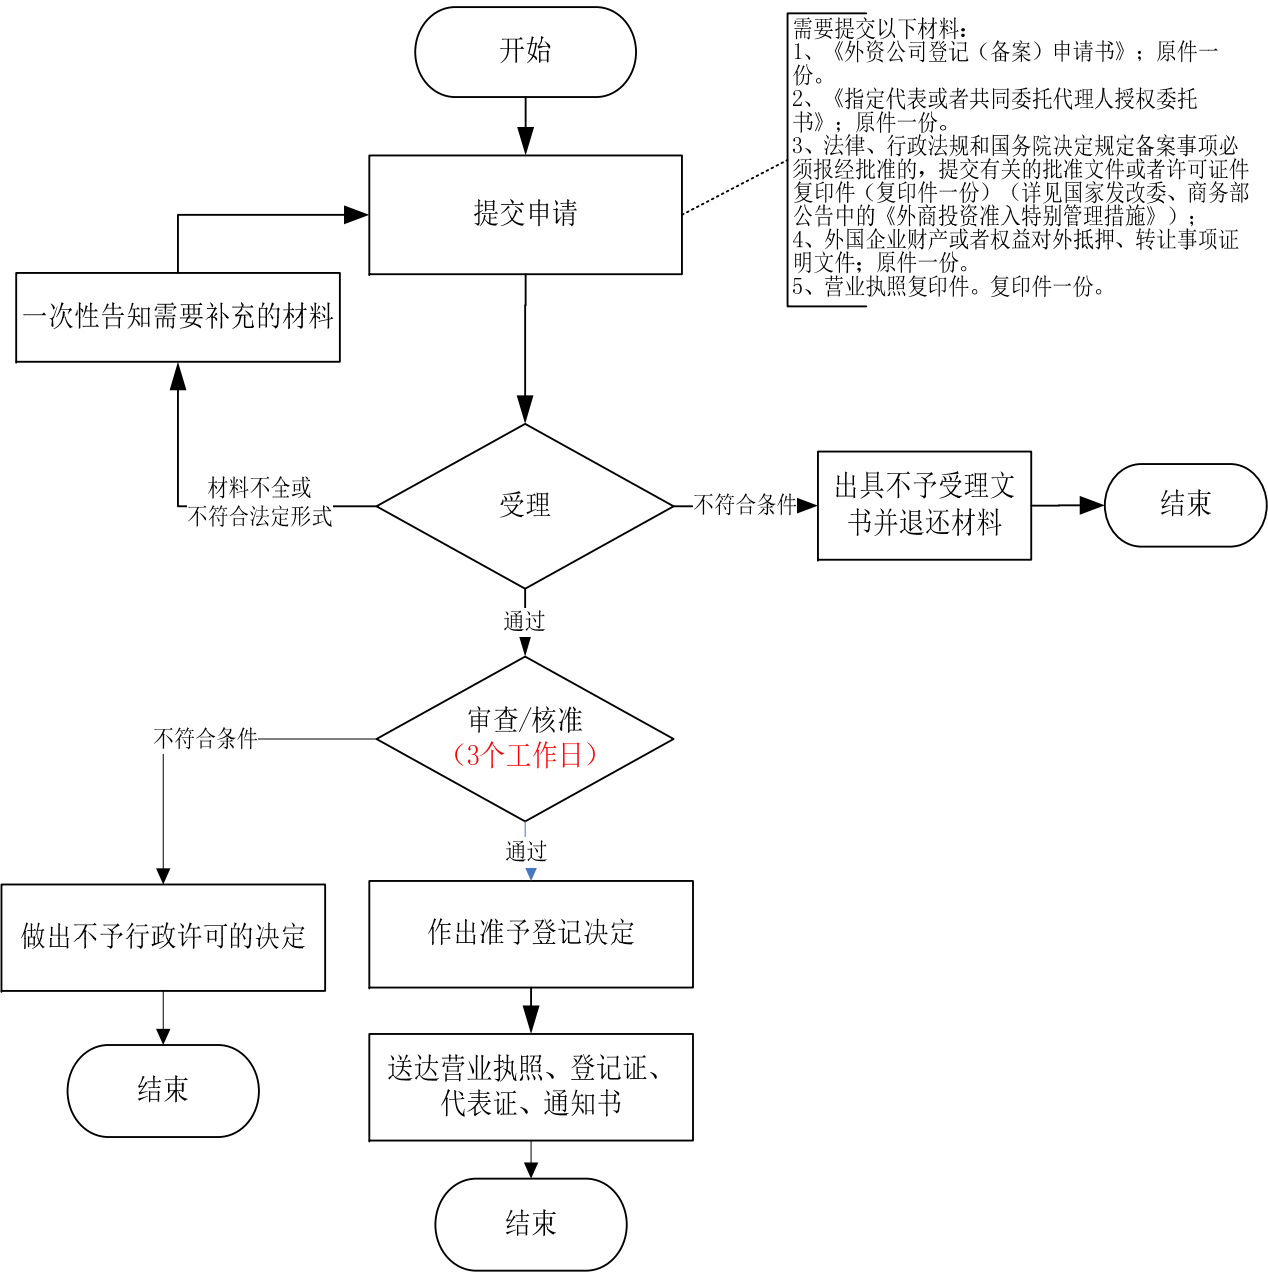 开始
需要提交以下材料：
1、《外资公司登记（备案）申请书》；原件一
份。
2、《指定代表或者共同委托代理人授权委托
书》；原件一份。
3、法律、行政法规和国务院决定规定备案事项必
须报经批准的，提交有关的批准文件或者许可证件
复印件（复印件一份）（详见国家发改委、商务部
公告中的《外商投资准入特别管理措施》）；
4、外国企业财产或者权益对外抵押、转让事项证
明文件；原件一份。
5、营业执照复印件。复印件一份。
提交申请
一次性告知需要补充的材料
材料不全或
不符合法定形式
受理
不符合条件
出具不予受理文
书并退还材料
结束
通过
审查/核准
（3个工作日）
不符合条件
通过
做出不予行政许可的决定
作出准予登记决定
结束
送达营业执照、登记证、
代表证、通知书
结束